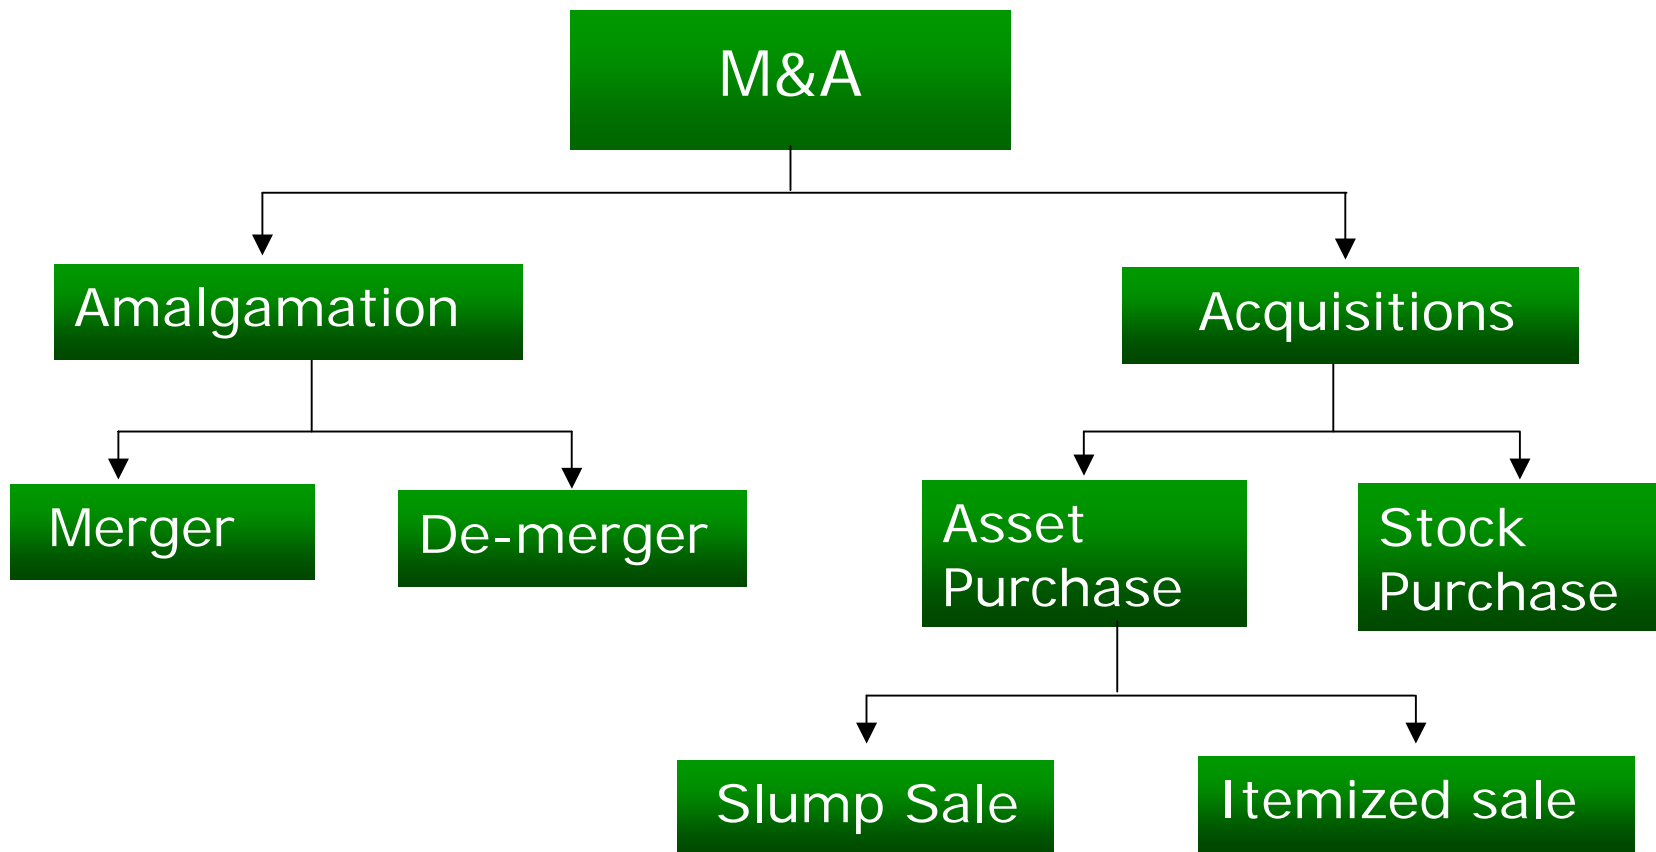 M&A
Amalgamation
Acquisitions
Merger
De-merger
Asset
Purchase
Stock
Purchase
Slump Sale
Itemized sale